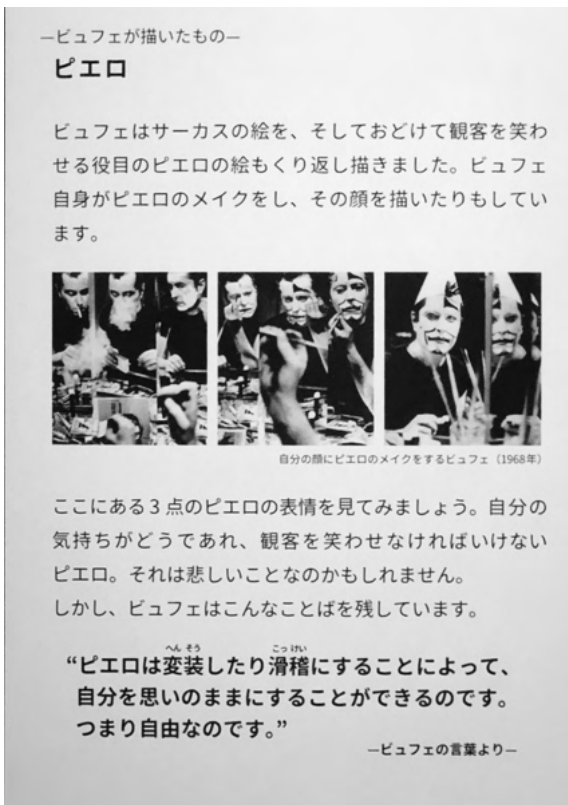 —ビュフェが描いたもの—
ピエロ
ビュフェはサーカスの絵を、そしておどけて観客を笑わ
せる役目のピエロの絵もくり返し描きました。ビュフェ
自身がピエロのメイクをし、その顔を描いたりもしてい
ます。
自分の顔にピエロのメイクをするビュフェ（1968年）
ここにある3点のピエロの表情を見てみましょう。自分の
気持ちがどうであれ、観客を笑わせなければいけない
ピエロ。それは悲しいことなのかもしれません。
しかし、ビュフェはこんなことばを残しています。
へんそう こっけい
“ピエロは変装したり滑稽にすることによって、
自分を思いのままにすることができるのです。
つまり自由なのです。”
—ビュフェの言葉より—